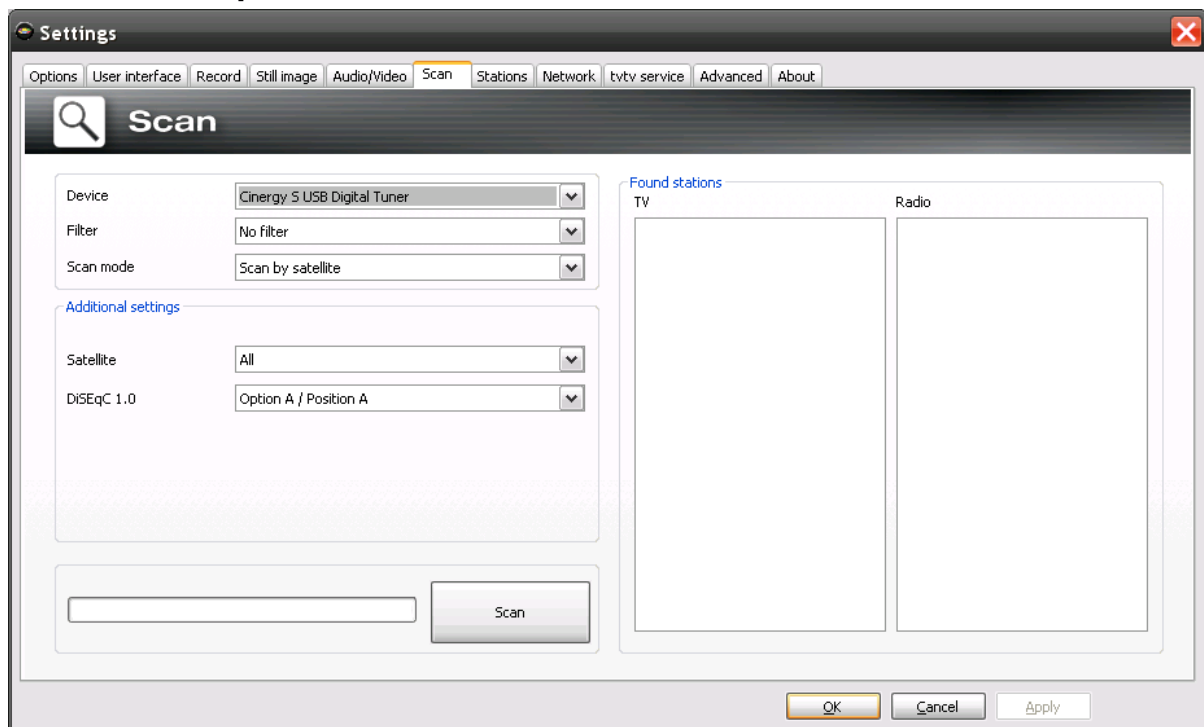 Settings
Options User interface Record Still image Audio/Video Scan Stations Network tvtv service Advanced About
Scan
Device Cinergy S USB Digital Tuner
Filter No filter
Scan mode Scan by satellite
Additional settings
Satellite All
DiSEqC 1.0 Option A / Position A
Scan
Found stations
TV Radio
OK Cancel Apply